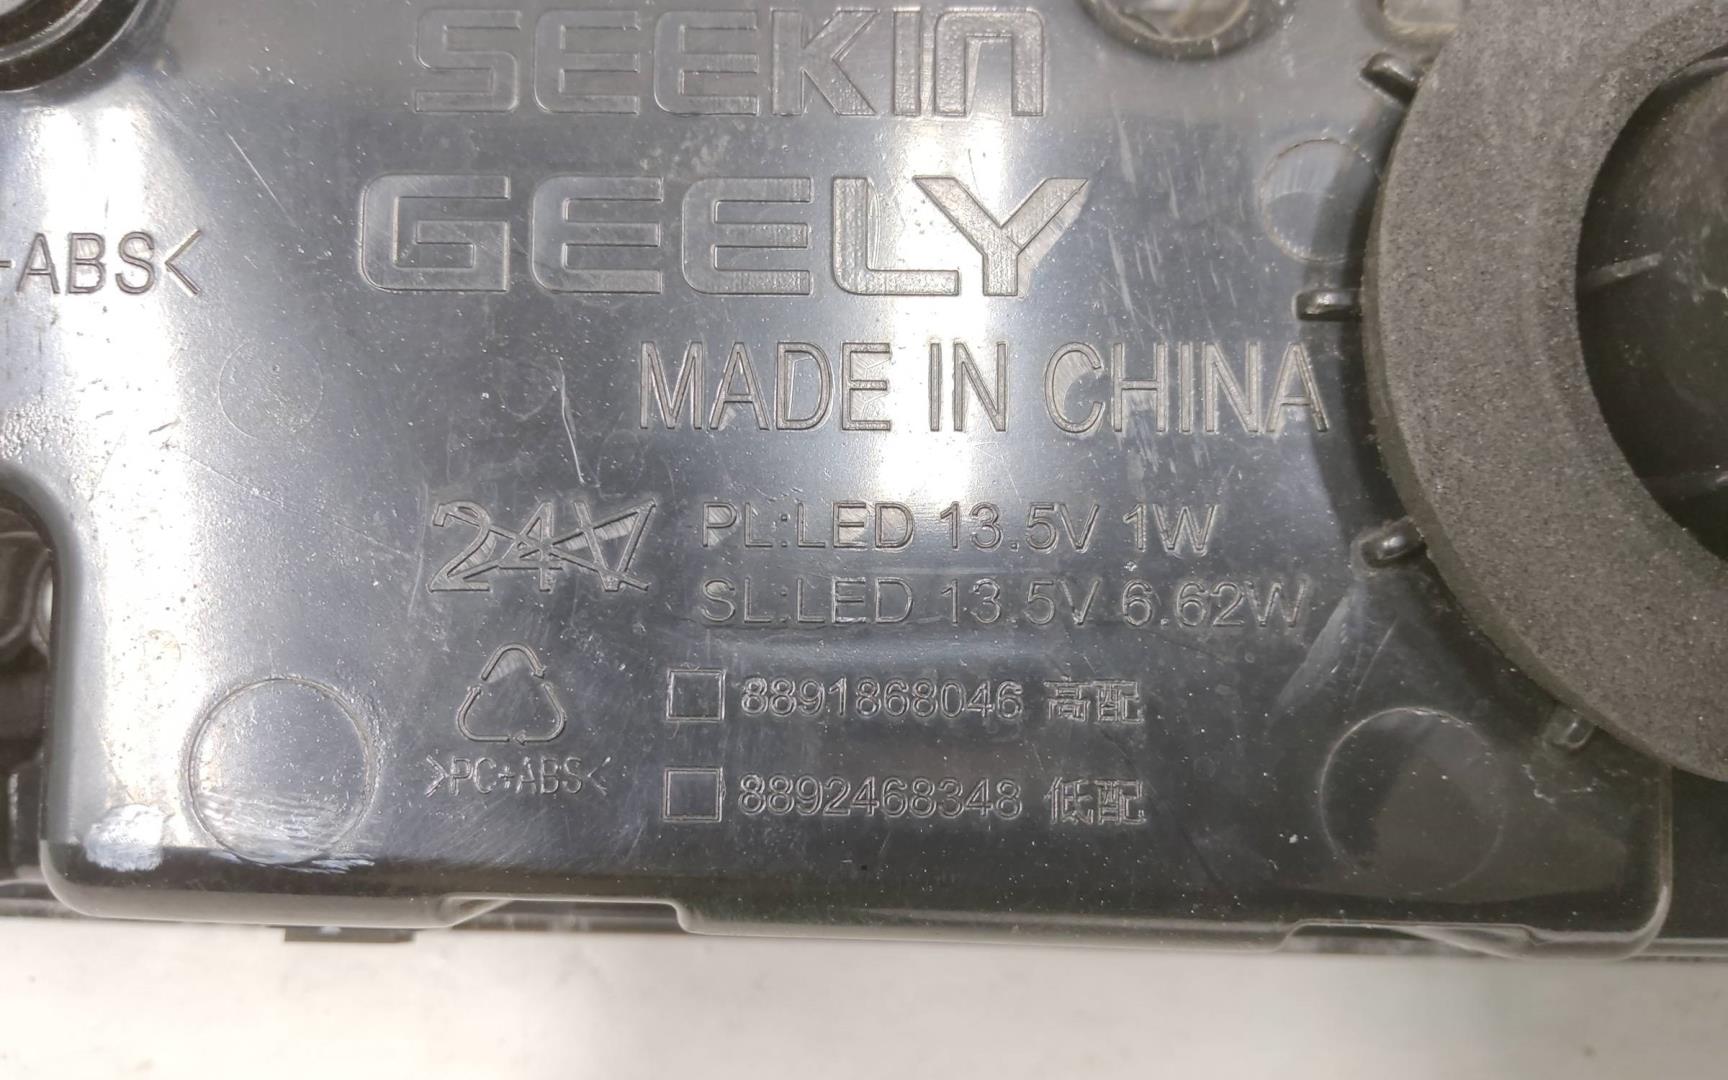 SEEKIN
GEELY
-ABS<
MADE IN CHINA
24V PL:LED 13.5V 1W
SL:LED 13.5V 6.62W
8891868046 高配
>PC+ABS<
8892468348 低配